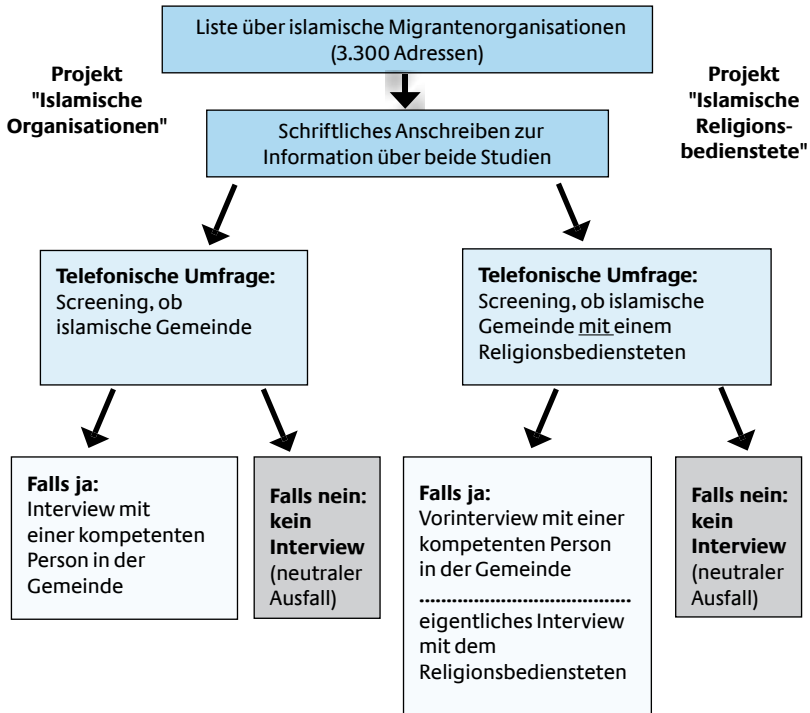 Liste über islamische Migrantenorganisationen
(3.300 Adressen)
Projekt
"Islamische
Organisationen"
Projekt
"Islamische
Religions-
bedienstete"
Schriftliches Anschreiben zur
Information über beide Studien
Telefonische Umfrage:
Screening, ob
islamische Gemeinde
Telefonische Umfrage:
Screening, ob islamische
Gemeinde mit einem
Religionsbediensteten
Falls ja:
Interview mit
einer kompetenten
Person in der
Gemeinde
Falls nein:
kein
Interview
(neutraler
Ausfall)
Falls ja:
Vorinterview mit einer
kompetenten Person
in der Gemeinde
......................................
eigentliches Interview
mit dem
Religionsbediensteten
Falls nein:
kein
Interview
(neutraler
Ausfall)